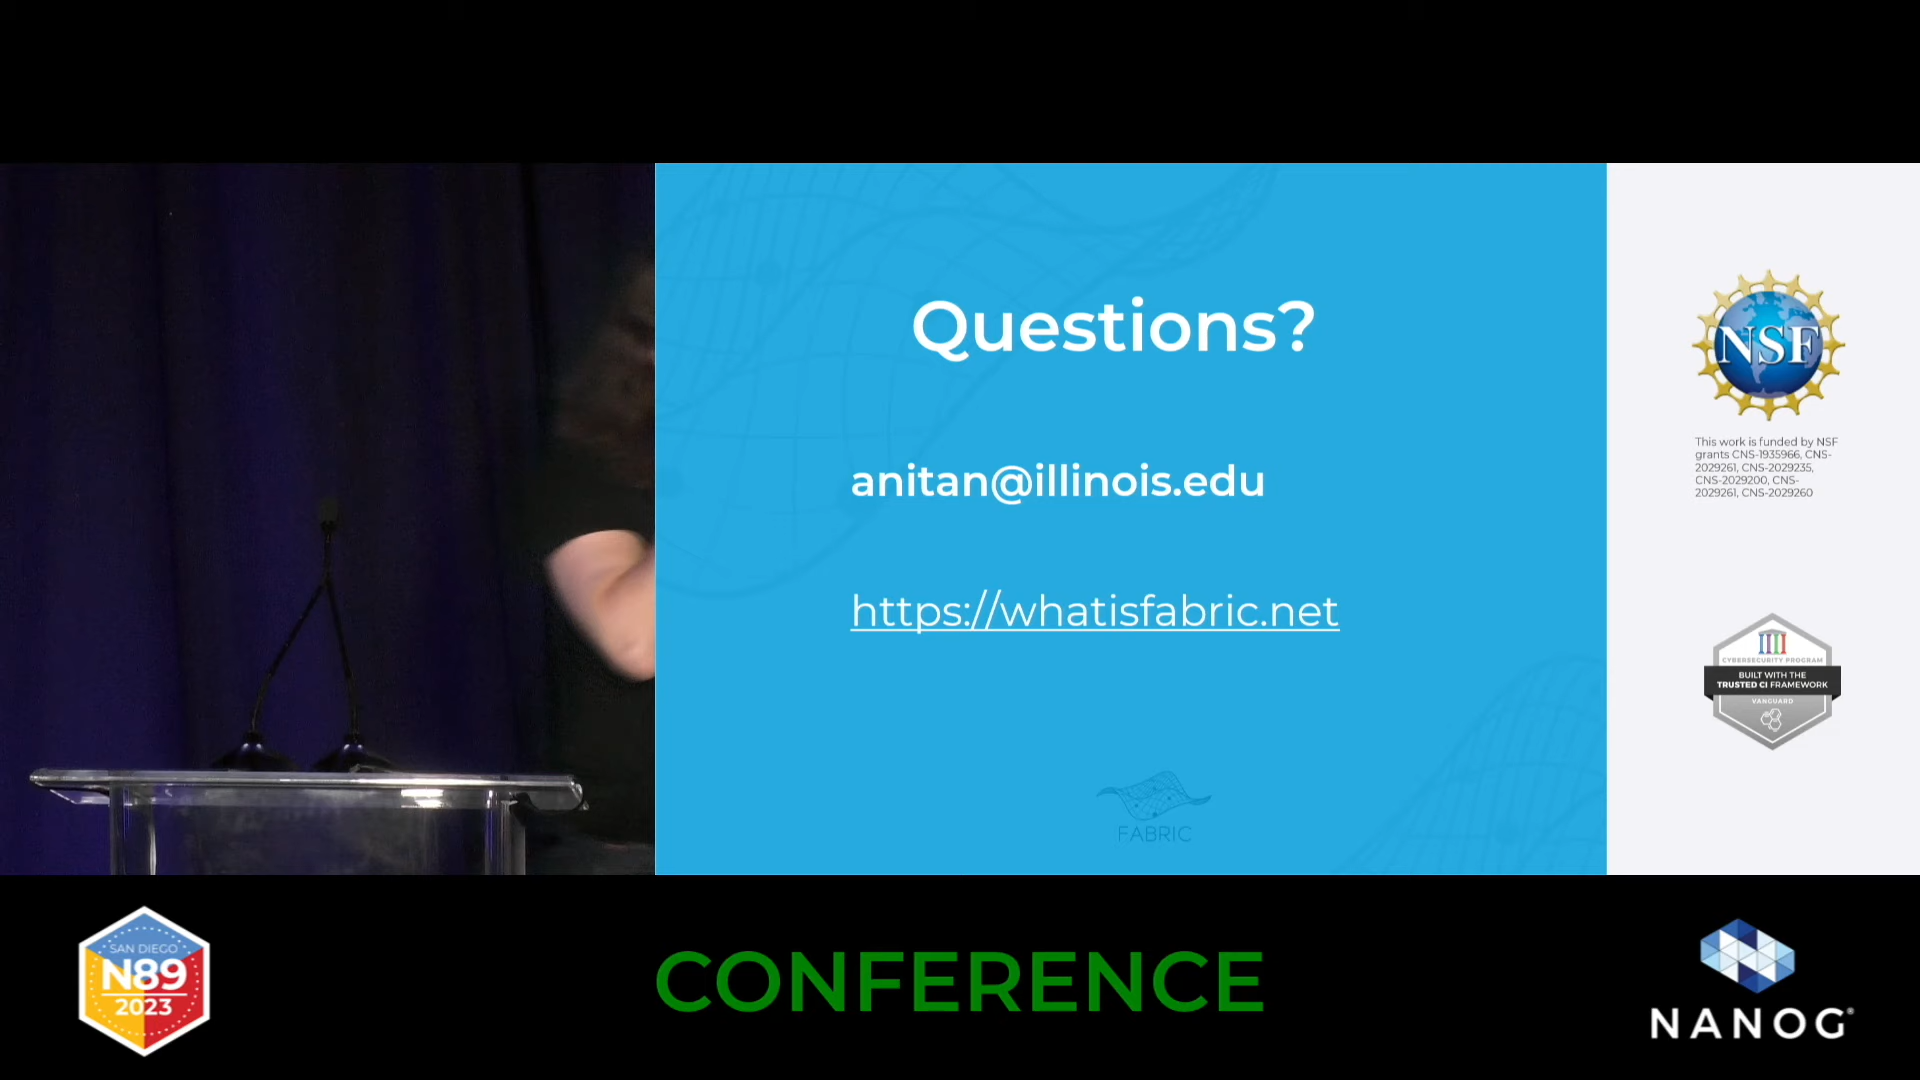 Questions?
anitan@illinois.edu
https://whatisfabric.net
FABRIC
NSF
This work is funded by NSF
grants CNS-1935966, CNS-
2029261, CNS-2029235,
CNS-2029200, CNS-
2029261, CNS-2029260
CYBERSECURITY PROGRAM
BUILT WITH THE
TRUSTED CI FRAMEWORK
VANGUARD
SAN DIEGO
N89
2023
CONFERENCE
NANOG®